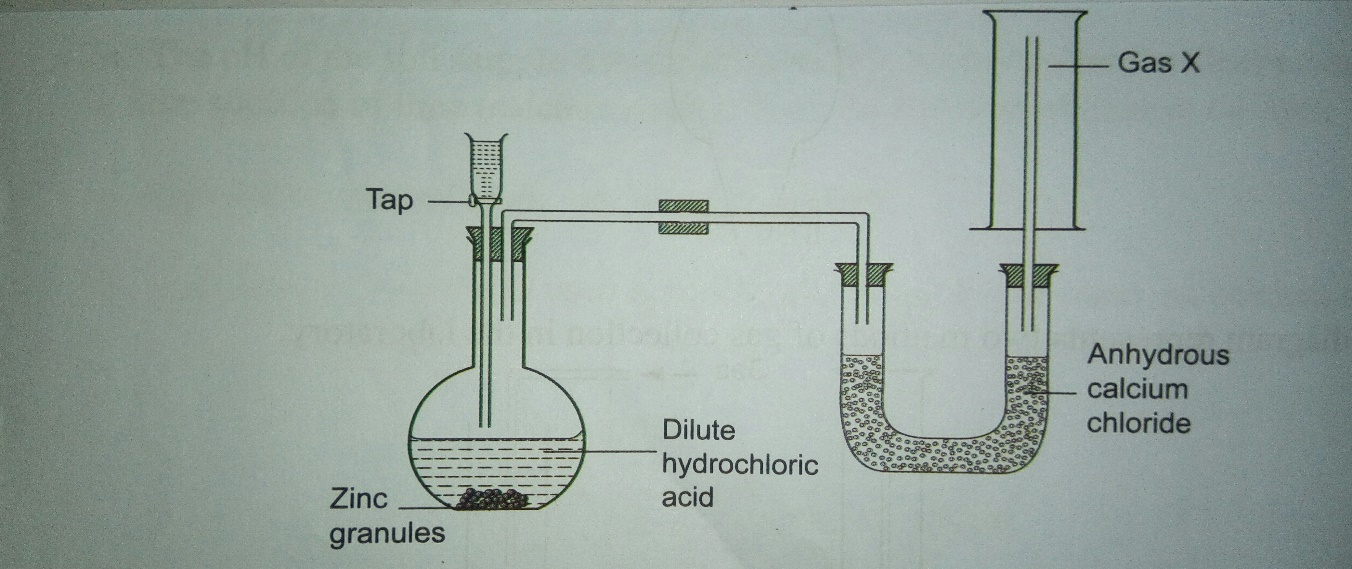 Gas X
Tap
Anhydrous
calcium
chloride
Dilute
hydrochloric
acid
Zinc
granules